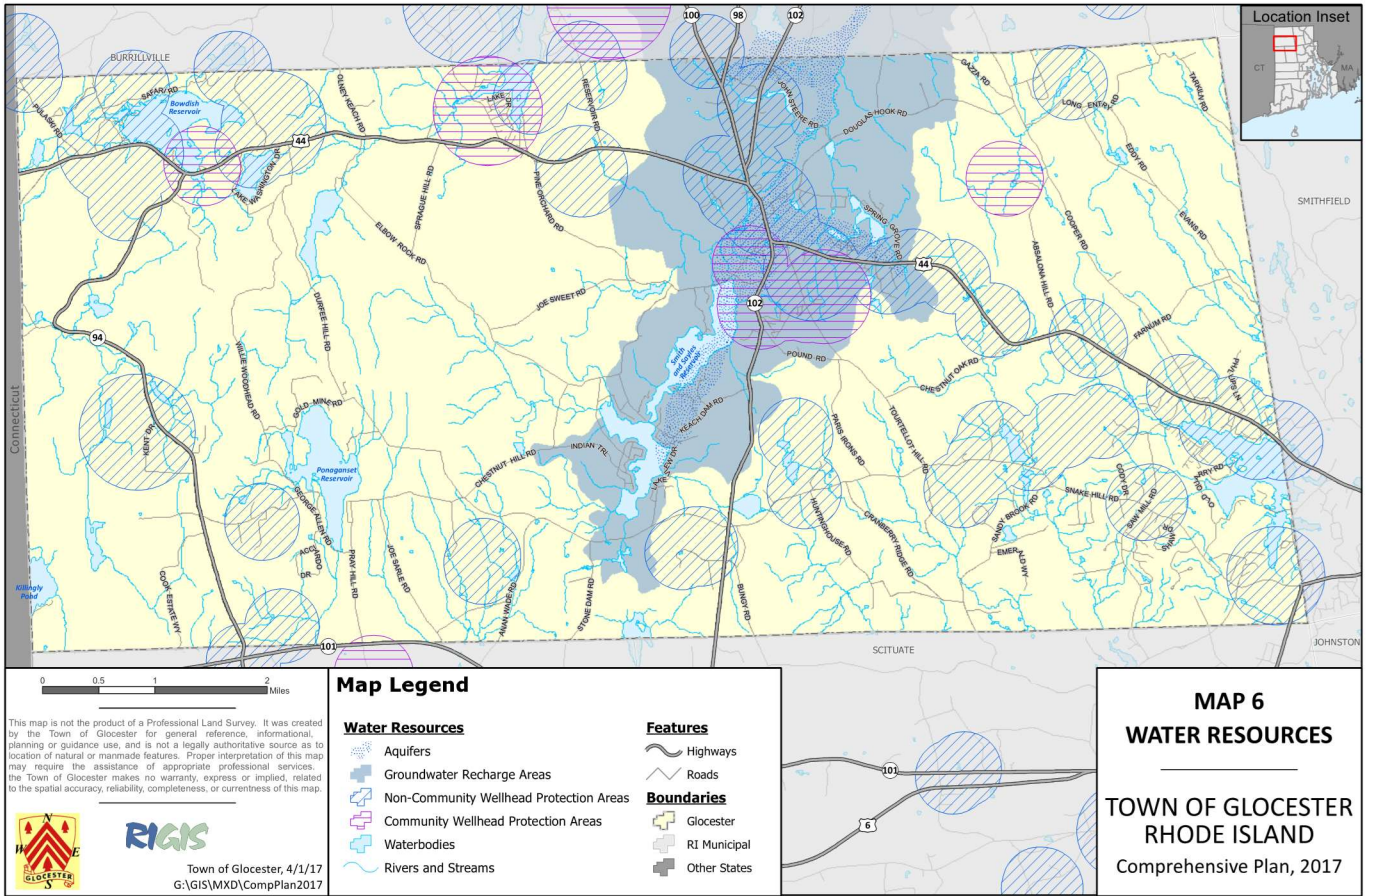 100
98
102
Location Inset
CT
MA
BURRILLVILLE
SAFARI RD
Bowdish
Reservoir
PULASKI RD
OLNEY KEACH RD
LAKE DR
RESERVOIR RD
JOHN STEERE RD
DOUGLAS HOOK RD
GAZZA RD
LONG ENTRY RD
TARKILN RD
44
LAKE WASHINGTON DR
SPRAGUE HILL RD
PINE ORCHARD RD
EDDY RD
SMITHFIELD
ELBOW ROCK RD
SPRING GROVE RD
COOPER RD
EVANS RD
ABSALONA HILL RD
44
JOE SWEET RD
102
DURFEE HILL RD
94
WILLIE WOODHEAD RD
Smith
and Sayles
Reservoir
POUND RD
CHESTNUT OAK RD
FARNUM RD
PHILLIPS LN
Connecticut
GOLD MINE RD
KEACH DAM RD
KENT DR
PARIS IRONS RD
TOURTELLOT HILL RD
INDIAN TRL
CHESTNUT HILL RD
LAKE VIEW DR
Ponaganset
Reservoir
GEORGE ALLEN RD
SNAKE HILL RD
CODY DR
SAW MILL RD
OLD QUARRY RD
SANDY BROOK RD
HUNTINGHOUSE RD
CRANBERRY RIDGE RD
SWAMP DR
EMERALD WY
ACCARDO
DR
PRAY HILL RD
JOE SARLE RD
COOK ESTATE WY
Killingly
Pond
ANAN WADE RD
STONE DAM RD
BUNGY RD
101
SCITUATE
JOHNSTON
0 0.5 1 2
Miles
This map is not the product of a Professional Land Survey. It was created
by the Town of Glocester for general reference, informational,
planning or guidance use, and is not a legally authoritative source as to
location of natural or manmade features. Proper interpretation of this map
may require the assistance of appropriate professional services.
the Town of Glocester makes no warranty, express or implied, related
to the spatial accuracy, reliability, completeness, or currentness of this map.
N
W E
GLOCESTER
S
RIGIS
Town of Glocester, 4/1/17
G:\GIS\MXD\CompPlan2017
Map Legend
Water Resources
Aquifers
Groundwater Recharge Areas
Non-Community Wellhead Protection Areas
Community Wellhead Protection Areas
Waterbodies
Rivers and Streams
Features
Highways
Roads
Boundaries
Glocester
RI Municipal
Other States
101
6
MAP 6
WATER RESOURCES
TOWN OF GLOCESTER
RHODE ISLAND
Comprehensive Plan, 2017